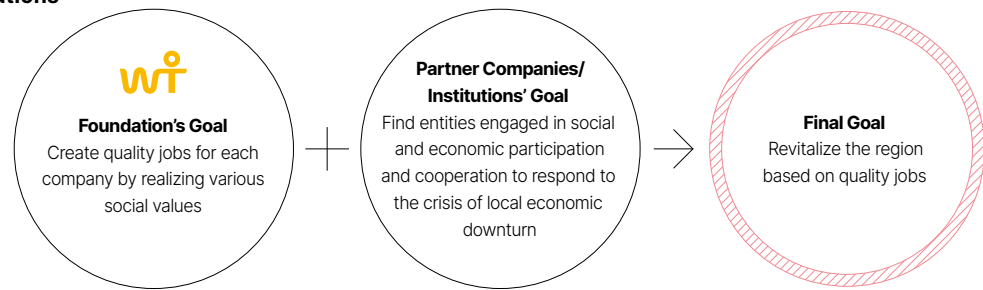 Foundation's Goal
Create quality jobs for each
company by realizing various
social values
Partner Companies/
Institutions' Goal
Find entities engaged in social
and economic participation
and cooperation to respond to
the crisis of local economic
downturn
Final Goal
Revitalize the region
based on quality jobs